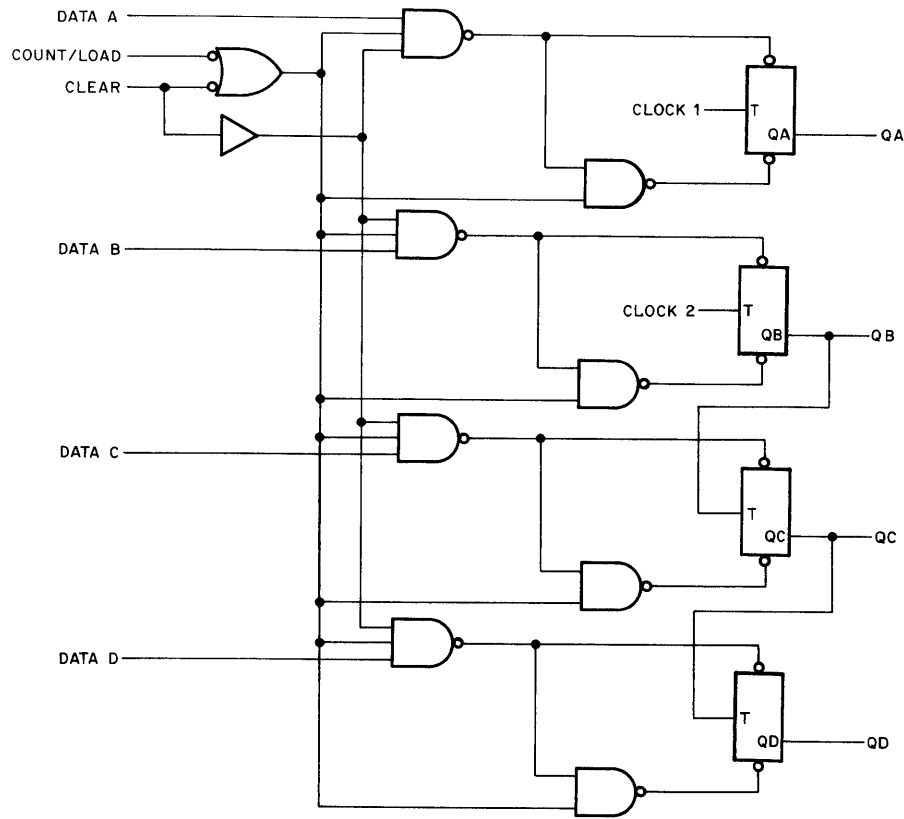 DATA A
COUNT/LOAD
CLEAR
CLOCK 1
T
QA
QA
DATA B
CLOCK 2
T
QB
QB
DATA C
T
QC
QC
DATA D
T
QD
QD